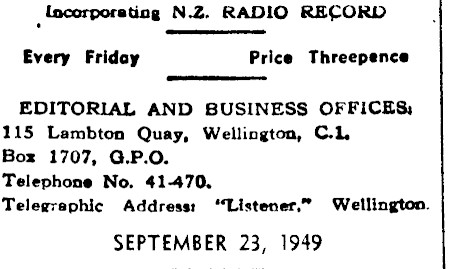 Incorporating N.Z. RADIO RECORD
Every Friday Price Threepence
EDITORIAL AND BUSINESS OFFICES:
115 Lambton Quay, Wellington, C.1.
Box 1707, G.P.O.
Telephone No. 41-470.
Telegraphic Address: "Listener," Wellington.
SEPTEMBER 23, 1949